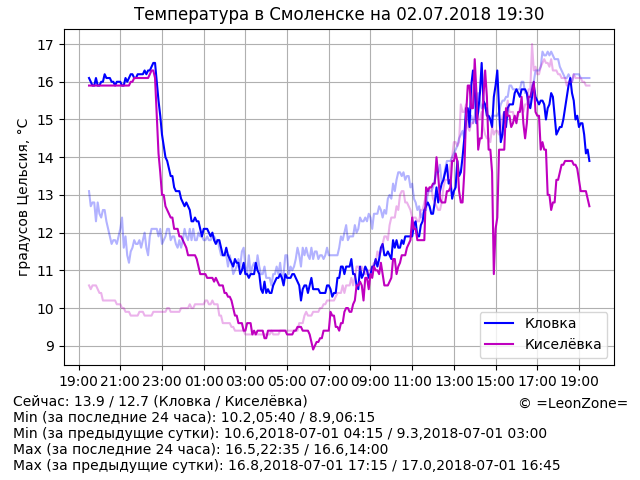 Температура в Смоленске на 02.07.2018 19:30
градусов Цельсия, °C
17
16
15
14
13
12
11
10
9
Кловка
Киселёвка
19:00 21:00 23:00 01:00 03:00 05:00 07:00 09:00 11:00 13:00 15:00 17:00 19:00
Сейчас: 13.9 / 12.7 (Кловка / Киселёвка)
© =LeonZone=
Min (за последние 24 часа): 10.2,05:40 / 8.9,06:15
Min (за предыдущие сутки): 10.6,2018-07-01 04:15 / 9.3,2018-07-01 03:00
Max (за последние 24 часа): 16.5,22:35 / 16.6,14:00
Max (за предыдущие сутки): 16.8,2018-07-01 17:15 / 17.0,2018-07-01 16:45